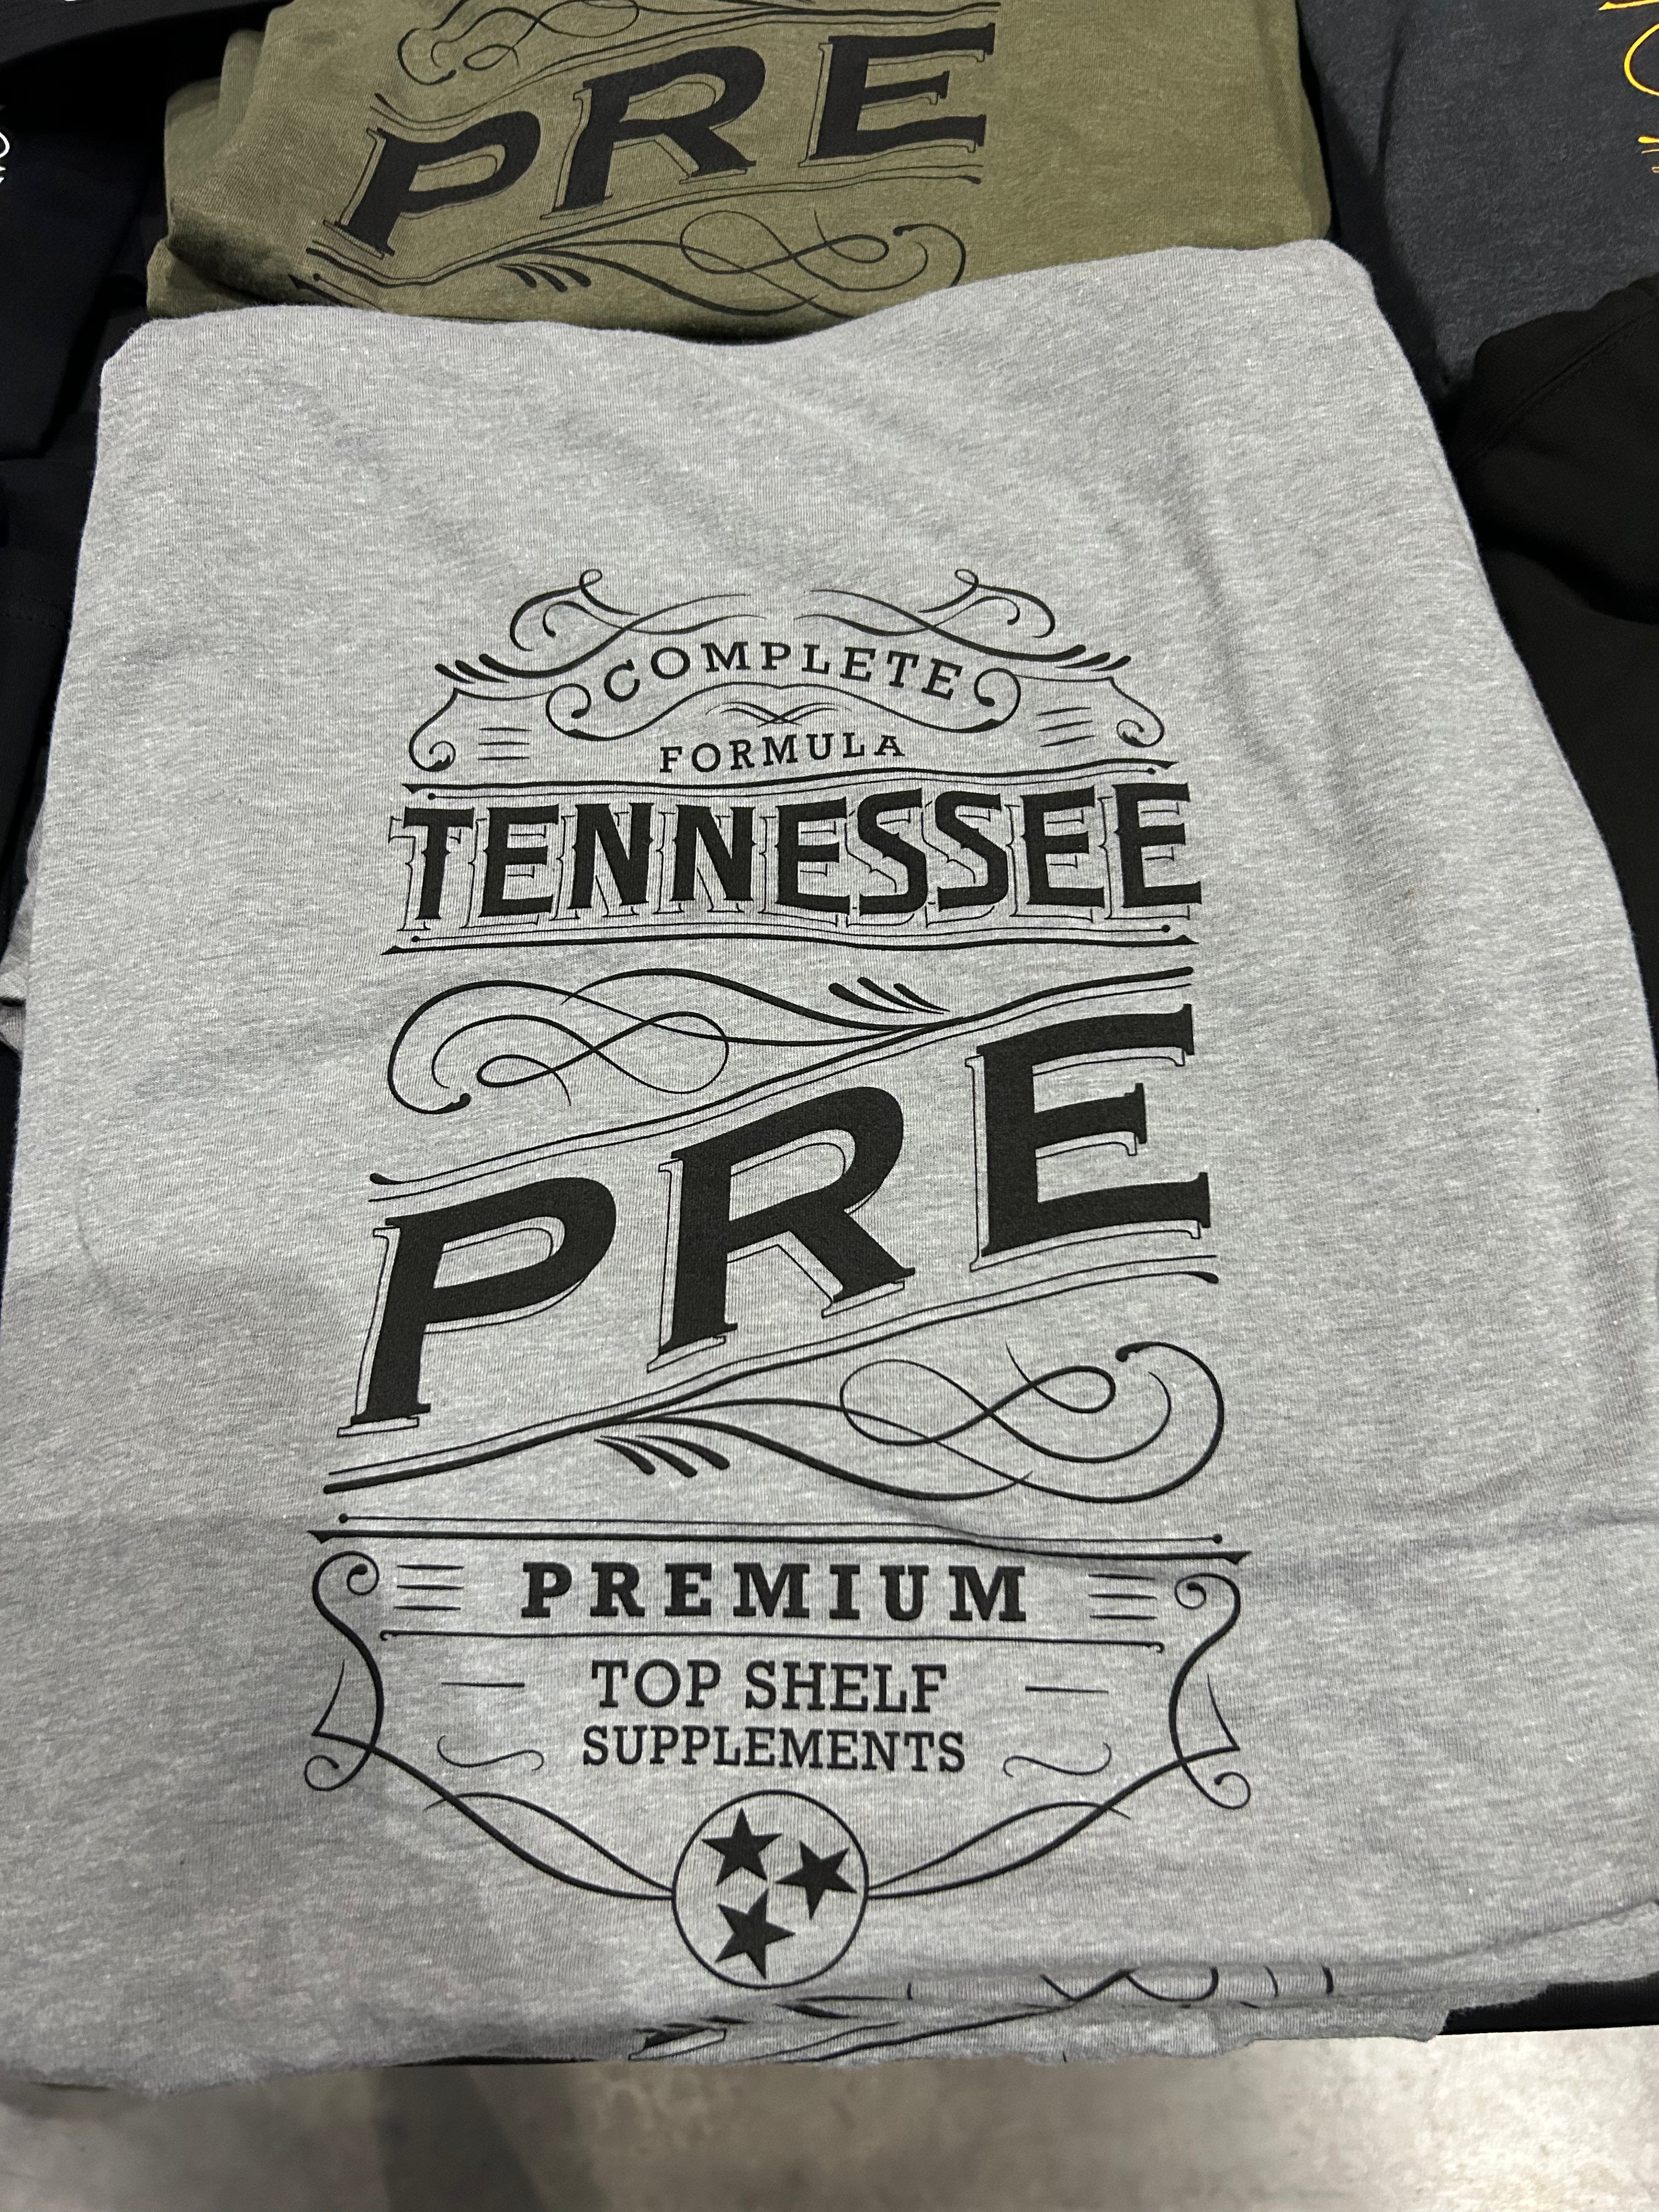 PRE
COMPLETE
FORMULA
TENNESSEE
PRE
PREMIUM
TOP SHELF
SUPPLEMENTS